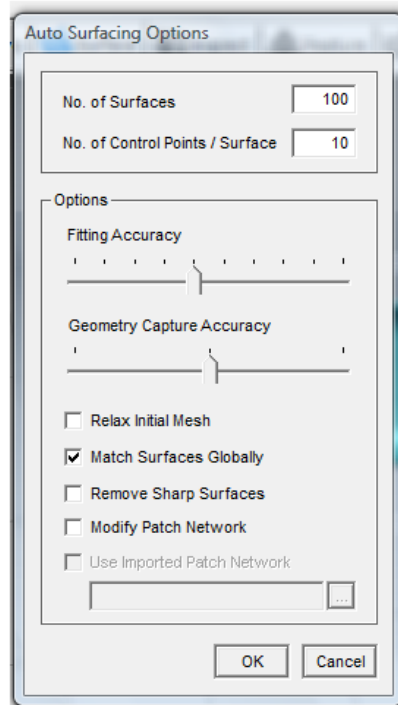 Auto Surfacing Options
No. of Surfaces 100
No. of Control Points / Surface 10
Options
Fitting Accuracy
Geometry Capture Accuracy
Relax Initial Mesh
Match Surfaces Globally
Remove Sharp Surfaces
Modify Patch Network
Use Imported Patch Network
...
OK Cancel